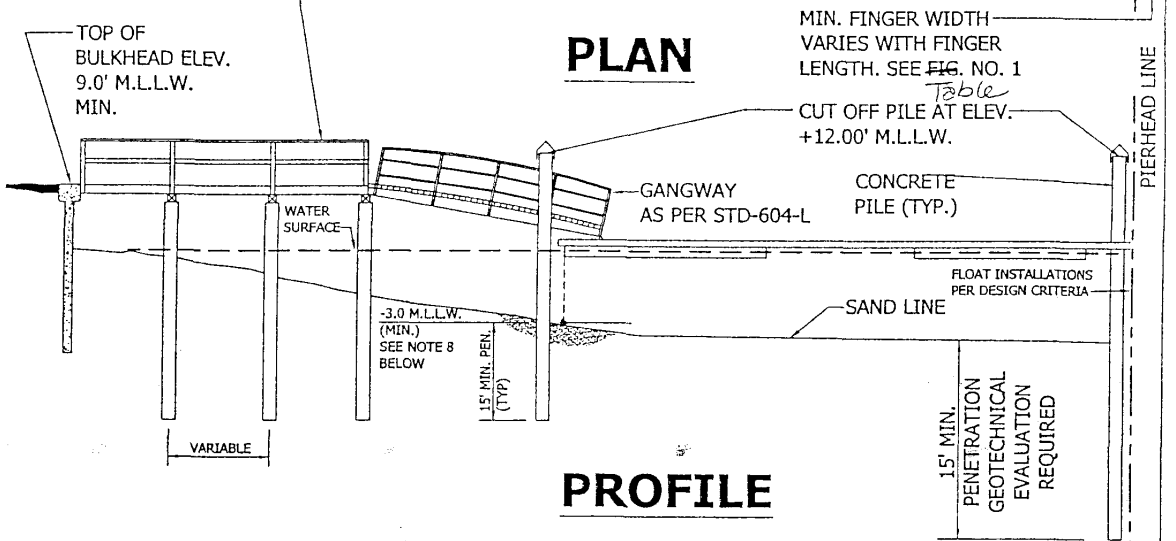 TOP OF
BULKHEAD ELEV.
9.0' M.L.L.W.
MIN.
PLAN
MIN. FINGER WIDTH
VARIES WITH FINGER
LENGTH. SEE FIG. NO. 1
Table
CUT OFF PILE AT ELEV.
+12.00' M.L.L.W.
PIERHEAD LINE
GANGWAY
AS PER STD-604-L
CONCRETE
PILE (TYP.)
WATER
SURFACE
FLOAT INSTALLATIONS
PER DESIGN CRITERIA
SAND LINE
-3.0 M.L.L.W.
(MIN.)
SEE NOTE 8
BELOW
15' MIN. PEN.
(TYP)
15' MIN.
PENETRATION
GEOTECHNICAL
EVALUATION
REQUIRED
VARIABLE
PROFILE